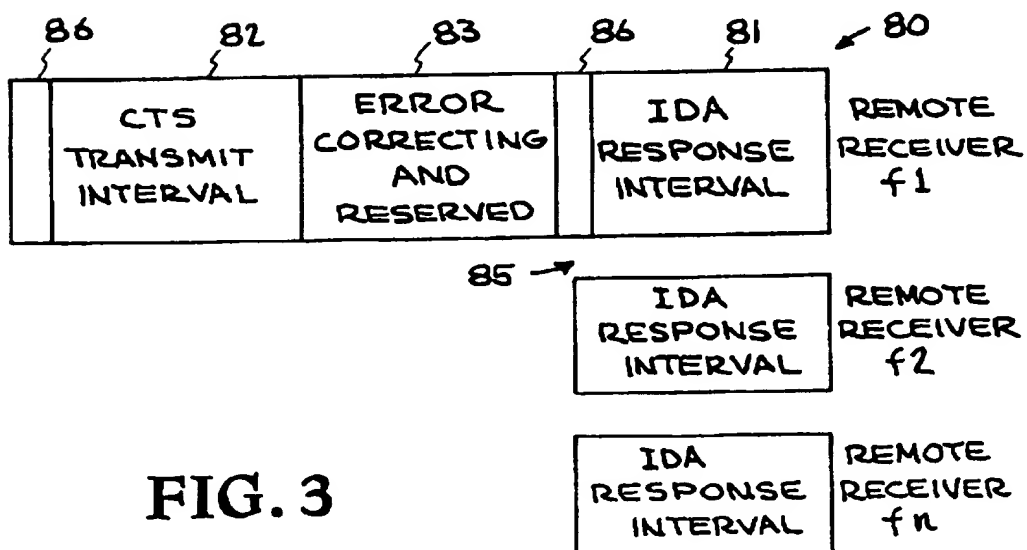 86 82 83 86 81 80
CTS
TRANSMIT
INTERVAL
ERROR
CORRECTING
AND
RESERVED
IDA
RESPONSE
INTERVAL
REMOTE
RECEIVER
f1
85
IDA
RESPONSE
INTERVAL
REMOTE
RECEIVER
f2
IDA
RESPONSE
INTERVAL
REMOTE
RECEIVER
fn
FIG. 3